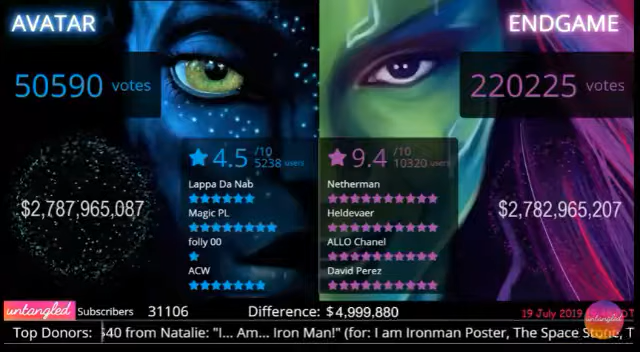 AVATAR
ENDGAME
50590 votes
220225 votes
4.5 /10
5238 users
9.4 /10
10320 users
Lappa Da Nab
Netherman
Magic PL
Heldevaer
folly 00
ALLO Chanel
ACW
David Perez
$2,787,965,087
$2,782,965,207
untangled Subscribers 31106 Difference: $4,999,880 19 July 2019
untangled
Top Donors: 40 from Natalie: "I... Am... Iron Man!" (for: I am Ironman Poster, The Space Stone, T